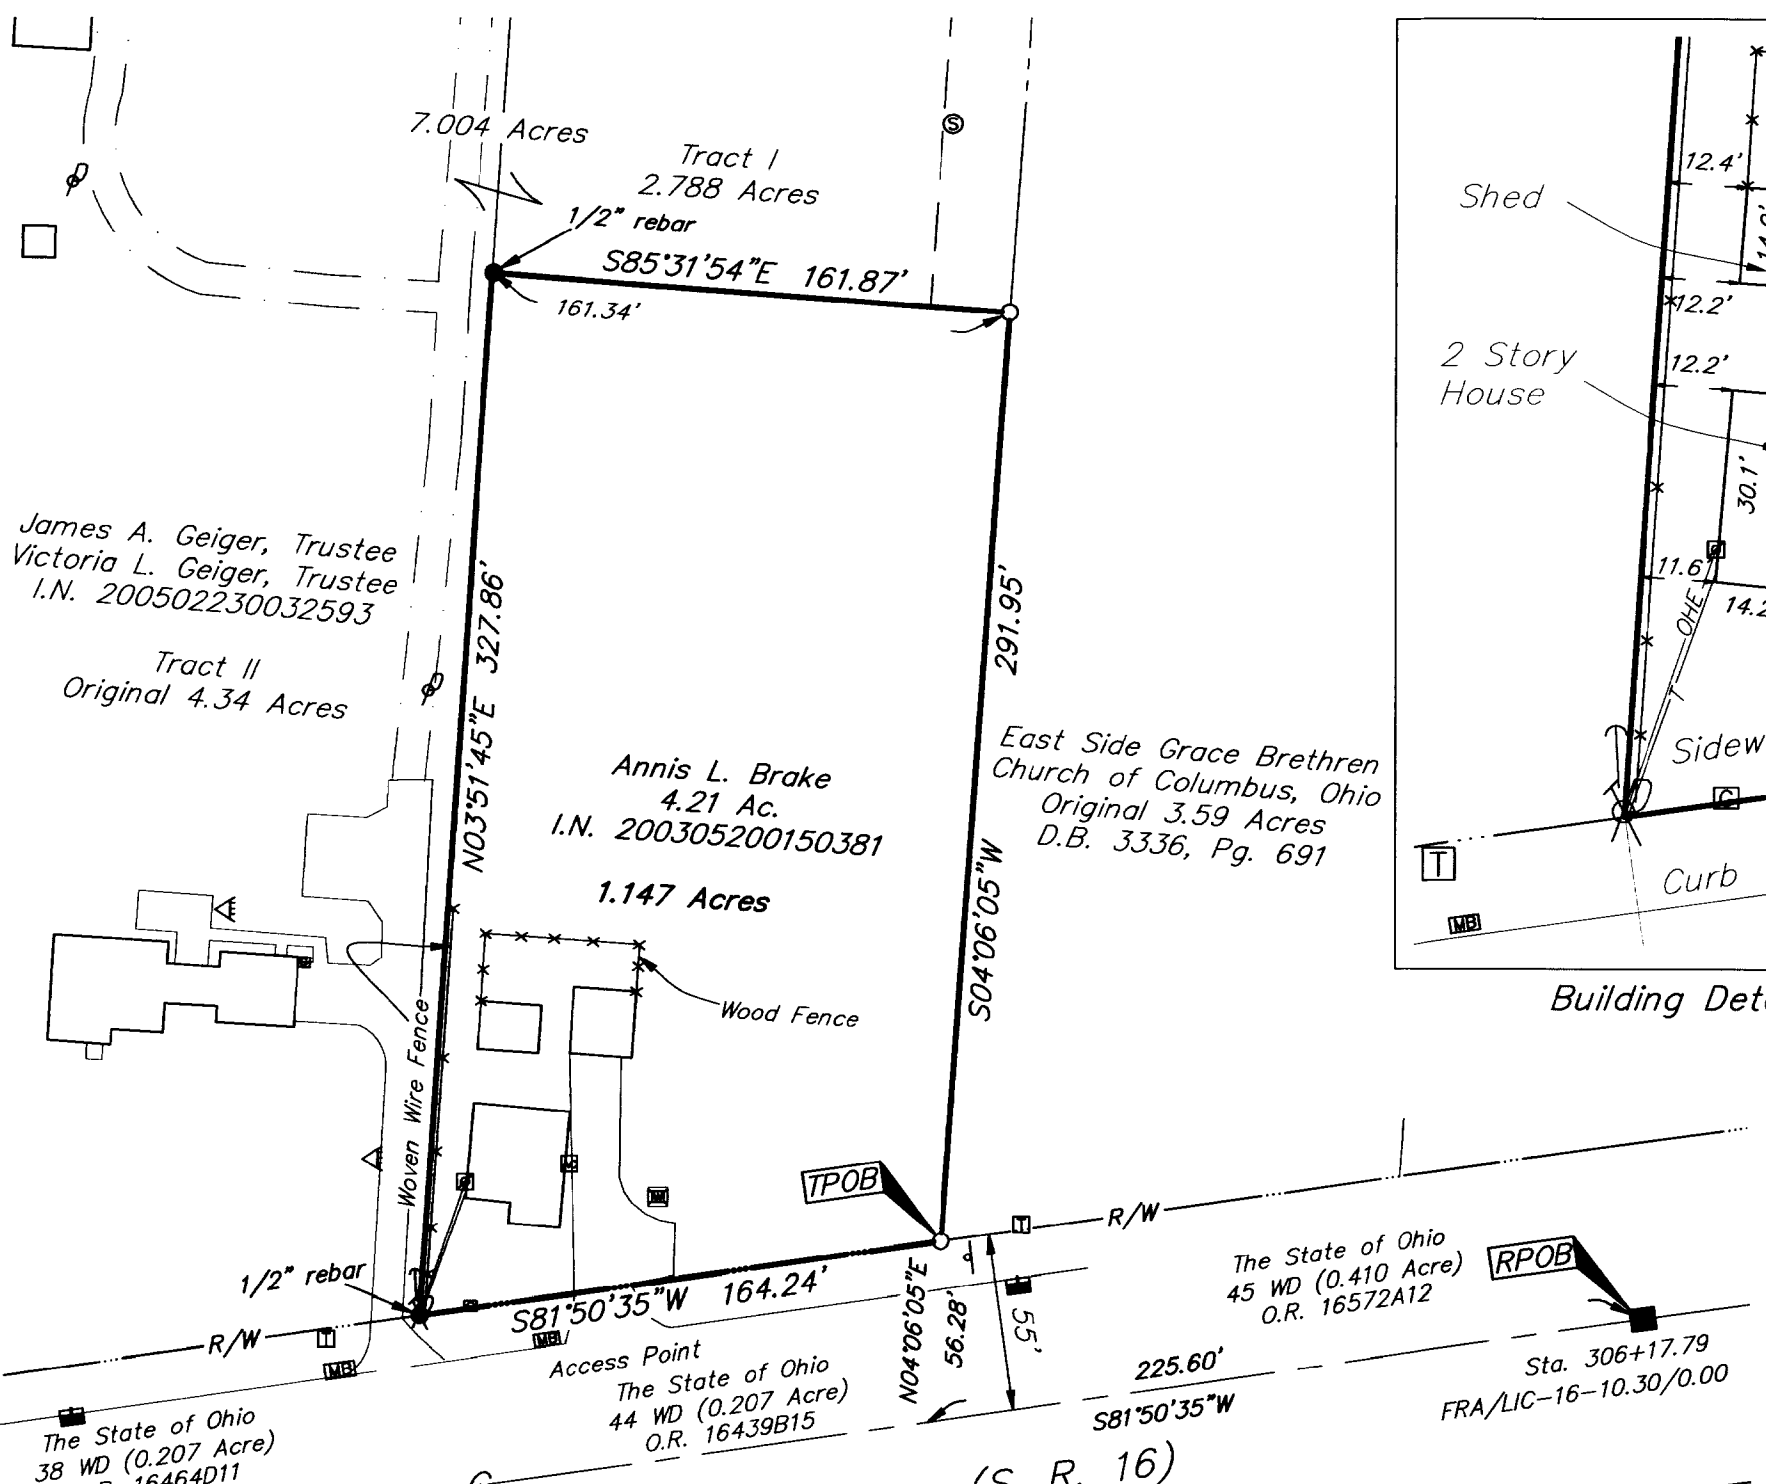 7.004 Acres
Tract I
2.788 Acres
1/2" rebar
S85°31'54"E 161.87'
161.34'
S
James A. Geiger, Trustee
Victoria L. Geiger, Trustee
I.N. 200502230032593
Tract II
Original 4.34 Acres
N03°51'45"E 327.86'
291.95'
S04°06'05"W
Annis L. Brake
4.21 Ac.
I.N. 200305200150381
1.147 Acres
East Side Grace Brethren
Church of Columbus, Ohio
Original 3.59 Acres
D.B. 3336, Pg. 691
Wood Fence
Woven Wire Fence
TPOB
1/2" rebar
S81°50'35"W 164.24'
R/W
T
MB
MB
T
R/W
Access Point
The State of Ohio
44 WD (0.207 Acre)
O.R. 16439B15
The State of Ohio
38 WD (0.207 Acre)
16464D11
N04°06'05"E
56.28'
55'
The State of Ohio
45 WD (0.410 Acre)
O.R. 16572A12
RPOB
225.60'
S81°50'35"W
Sta. 306+17.79
FRA/LIC-16-10.30/0.00
(S. R. 16)
Shed
12.4'
12.2'
2 Story
House
12.2'
30.1'
11.6'
14.2
OHE
T
Sidew
G
T
MB
Curb
Building Det